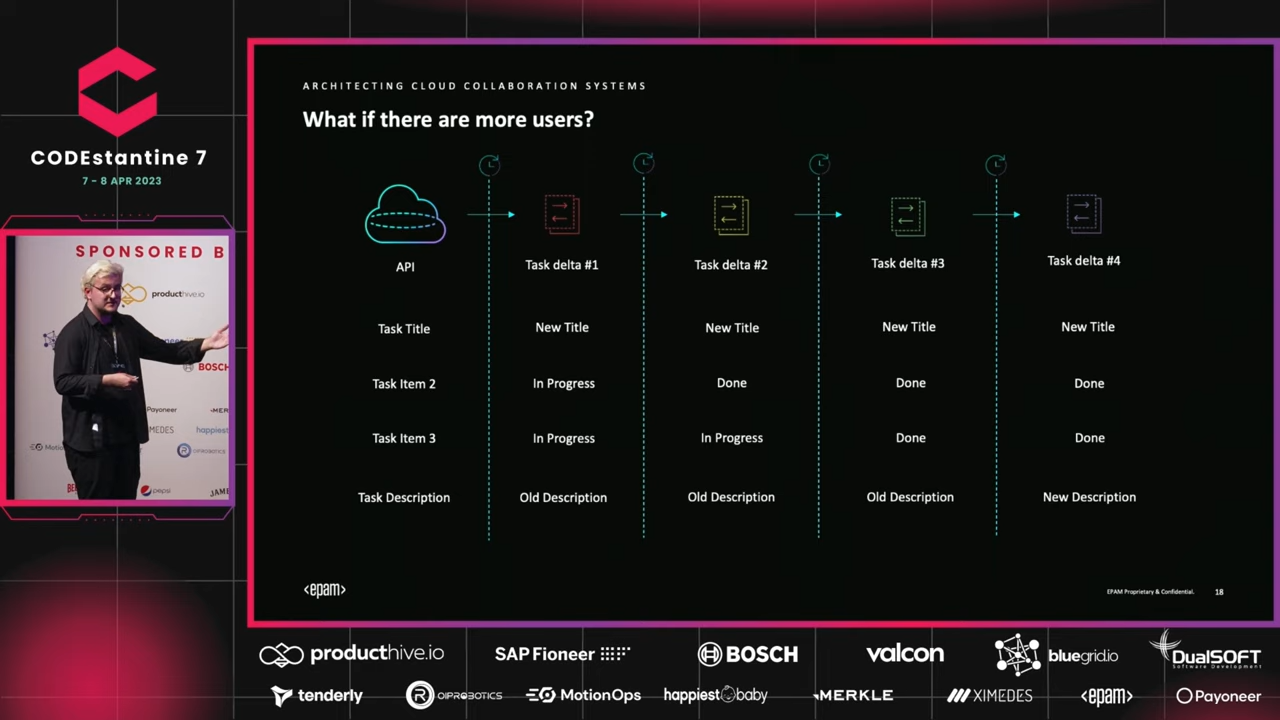 CODEstantine 7
7 - 8 APR 2023
SPONSORED B
producthive.io
BOSCH
Payoneer
happiest
OIPROBOTICS
pepsi
ARCHITECTING CLOUD COLLABORATION SYSTEMS
What if there are more users?
API
Task delta #1
Task delta #2
Task delta #3
Task delta #4
Task Title
New Title
New Title
New Title
New Title
Task Item 2
In Progress
Done
Done
Done
Task Item 3
In Progress
In Progress
Done
Done
Task Description
Old Description
Old Description
Old Description
New Description
<epam>
EPAM Proprietary & Confidential.
18
producthive.io
SAP Fioneer
BOSCH
valcon
bluegrid.io
DualSOFT
Software Development
tenderly
OIPROBOTICS
MotionOps
happiest baby
MERKLE
XIMEDES
<epam>
Payoneer